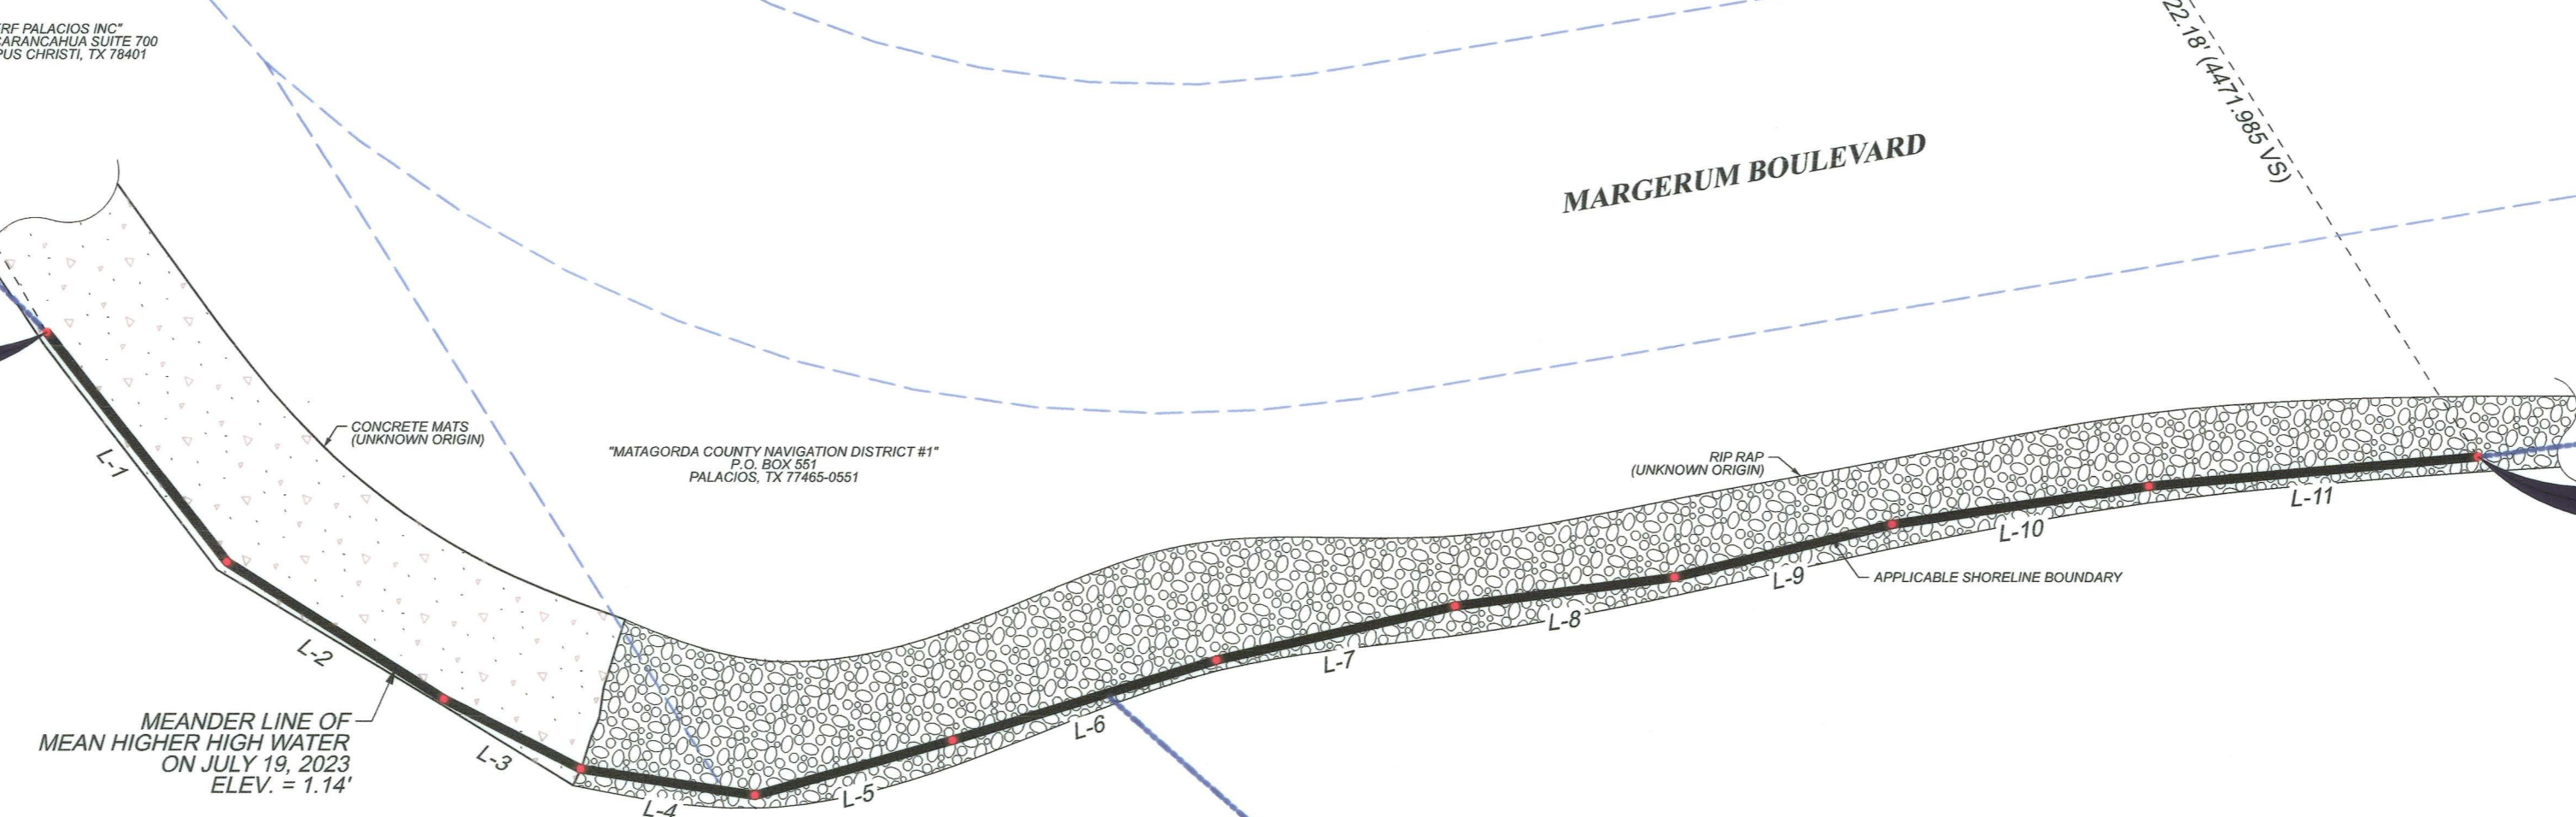 RF PALACIOS INC"
ARANCAHUA SUITE 700
PUS CHRISTI, TX 78401
22.18' (4471.985 VS)
MARGERUM BOULEVARD
CONCRETE MATS
(UNKNOWN ORIGIN)
"MATAGORDA COUNTY NAVIGATION DISTRICT #1"
P.O. BOX 551
PALACIOS, TX 77465-0551
RIP RAP
(UNKNOWN ORIGIN)
APPLICABLE SHORELINE BOUNDARY
MEANDER LINE OF
MEAN HIGHER HIGH WATER
ON JULY 19, 2023
ELEV. = 1.14'
L-1
L-2
L-3
L-4
L-5
L-6
L-7
L-8
L-9
L-10
L-11